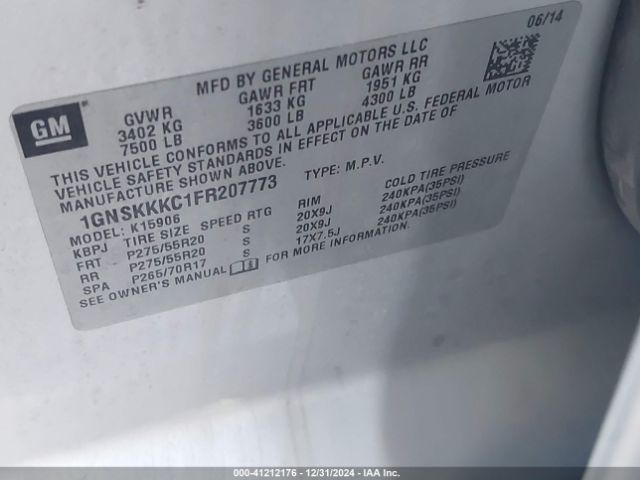 06/14
MFD BY GENERAL MOTORS LLC
GM
GVWR GAWR FRT GAWR RR
3402 KG 1633 KG 1951 KG
7500 LB 3600 LB 4300 LB
THIS VEHICLE CONFORMS TO ALL APPLICABLE U.S. FEDERAL MOTOR
VEHICLE SAFETY STANDARDS IN EFFECT ON THE DATE OF
MANUFACTURE SHOWN ABOVE.
1GNSKKKC1FR207773 TYPE: M.P.V.
MODEL: K15906
KBPJ TIRE SIZE SPEED RTG RIM COLD TIRE PRESSURE
FRT P275/55R20 S 20X9J 240KPA(35PSI)
RR P275/55R20 S 20X9J 240KPA(35PSI)
SPA P265/70R17 S 17X7.5J 240KPA(35PSI)
SEE OWNER'S MANUAL FOR MORE INFORMATION.
000-41212176 - 12/31/2024 - IAAI.COM